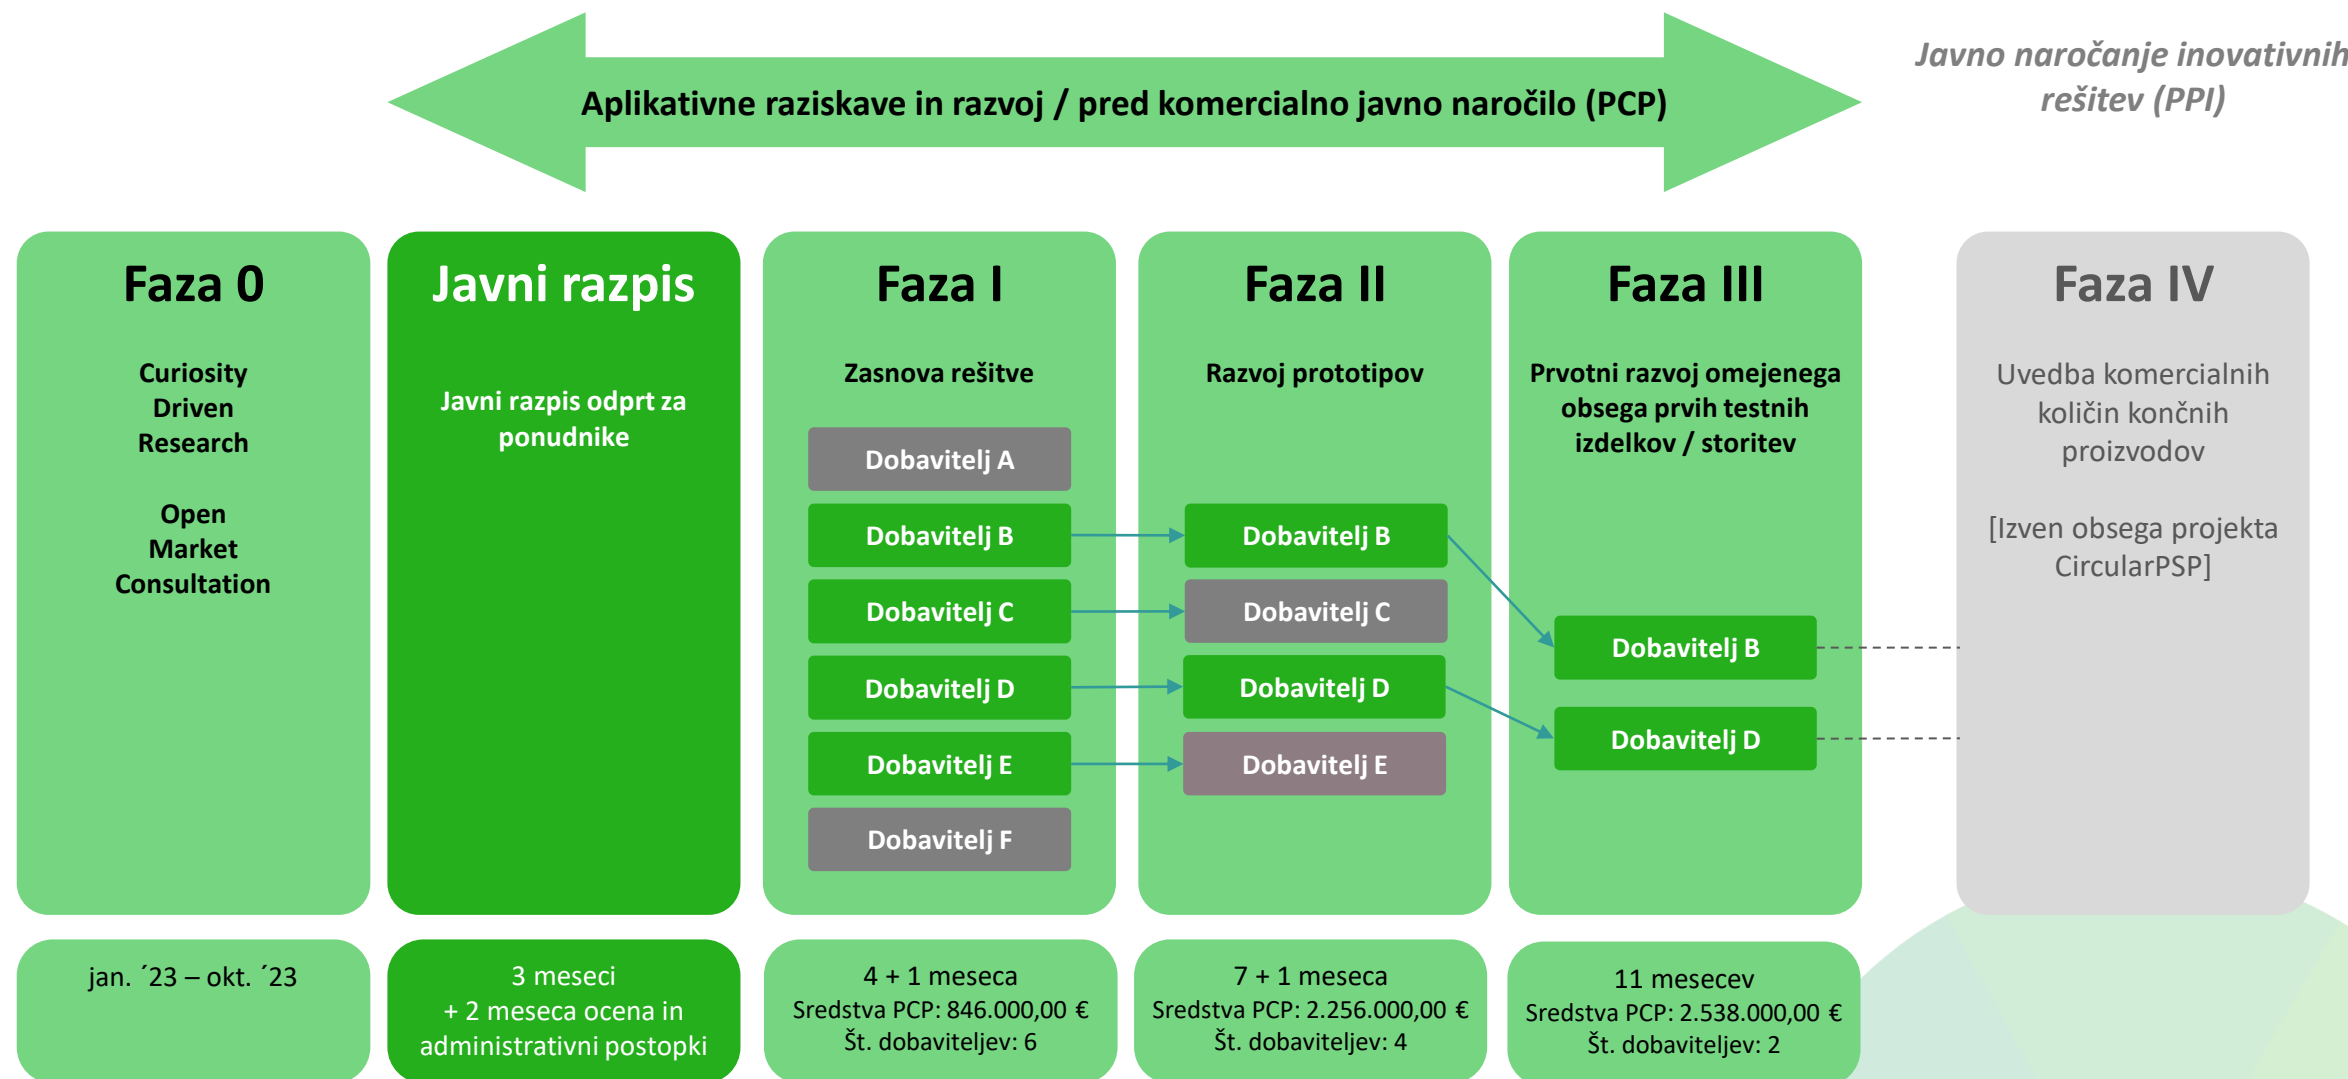 Aplikativne raziskave in razvoj / pred komercialno javno naročilo (PCP)
Javno naročanje inovativnih
rešitev (PPI)
Faza 0
Curiosity
Driven
Research
Open
Market
Consultation
jan. ´23 – okt. ´23
Javni razpis
Javni razpis odprt za
ponudnike
3 meseci
+ 2 meseca ocena in
administrativni postopki
Faza I
Zasnova rešitve
Dobavitelj A
Dobavitelj B
Dobavitelj C
Dobavitelj D
Dobavitelj E
Dobavitelj F
4 + 1 meseca
Sredstva PCP: 846.000,00 €
Št. dobaviteljev: 6
Faza II
Razvoj prototipov
Dobavitelj B
Dobavitelj C
Dobavitelj D
Dobavitelj E
7 + 1 meseca
Sredstva PCP: 2.256.000,00 €
Št. dobaviteljev: 4
Faza III
Prvotni razvoj omejenega
obsega prvih testnih
izdelkov / storitev
Dobavitelj B
Dobavitelj D
11 mesecev
Sredstva PCP: 2.538.000,00 €
Št. dobaviteljev: 2
Faza IV
Uvedba komercialnih
količin končnih
proizvodov
[Izven obsega projekta
CircularPSP]